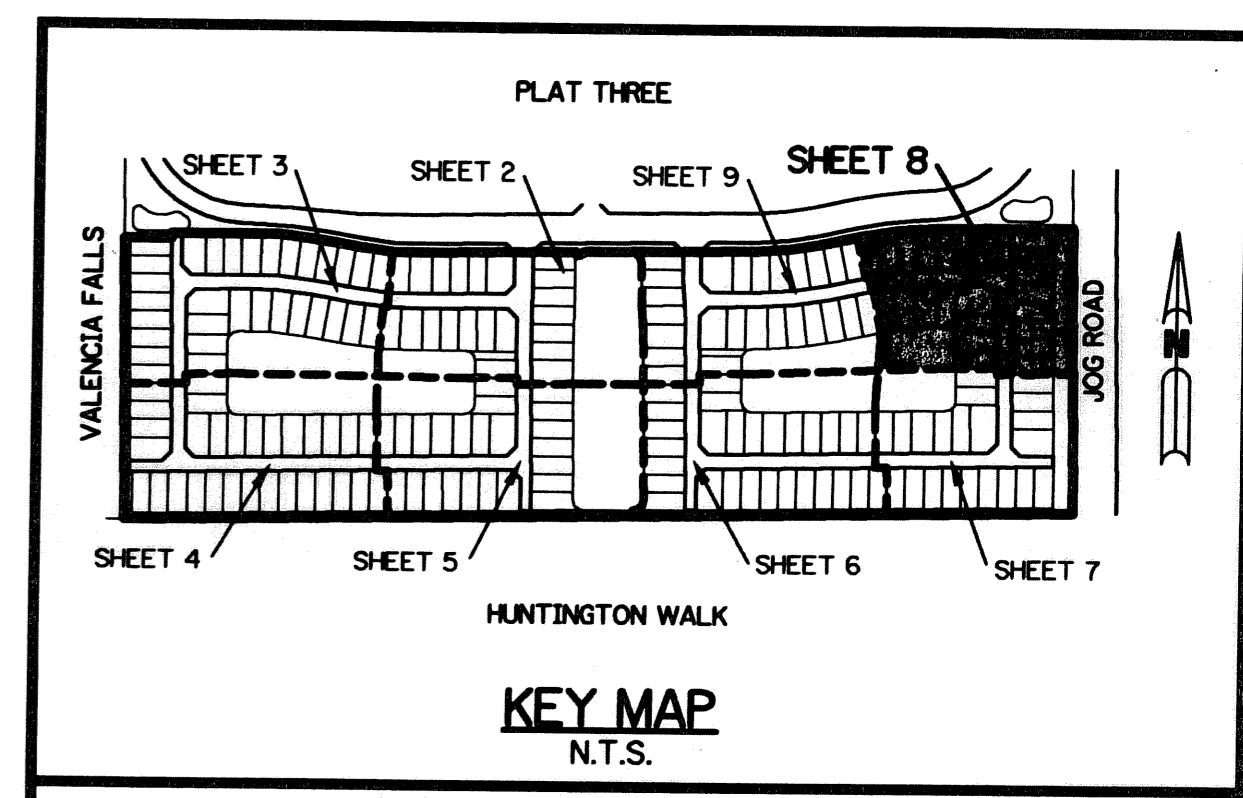 PLAT THREE
SHEET 3
SHEET 2
SHEET 9
SHEET 8
VALENCIA FALLS
JOG ROAD
N
SHEET 4
SHEET 5
SHEET 6
SHEET 7
HUNTINGTON WALK
KEY MAP
N.T.S.